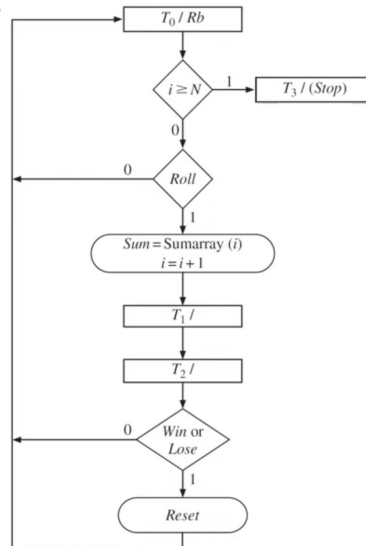 T₀ / Rb
i ≥ N
1
T₃ / (Stop)
0
0
Roll
1
Sum = Sumarray (i)
i = i + 1
T₁ /
T₂ /
0
Win or
Lose
1
Reset